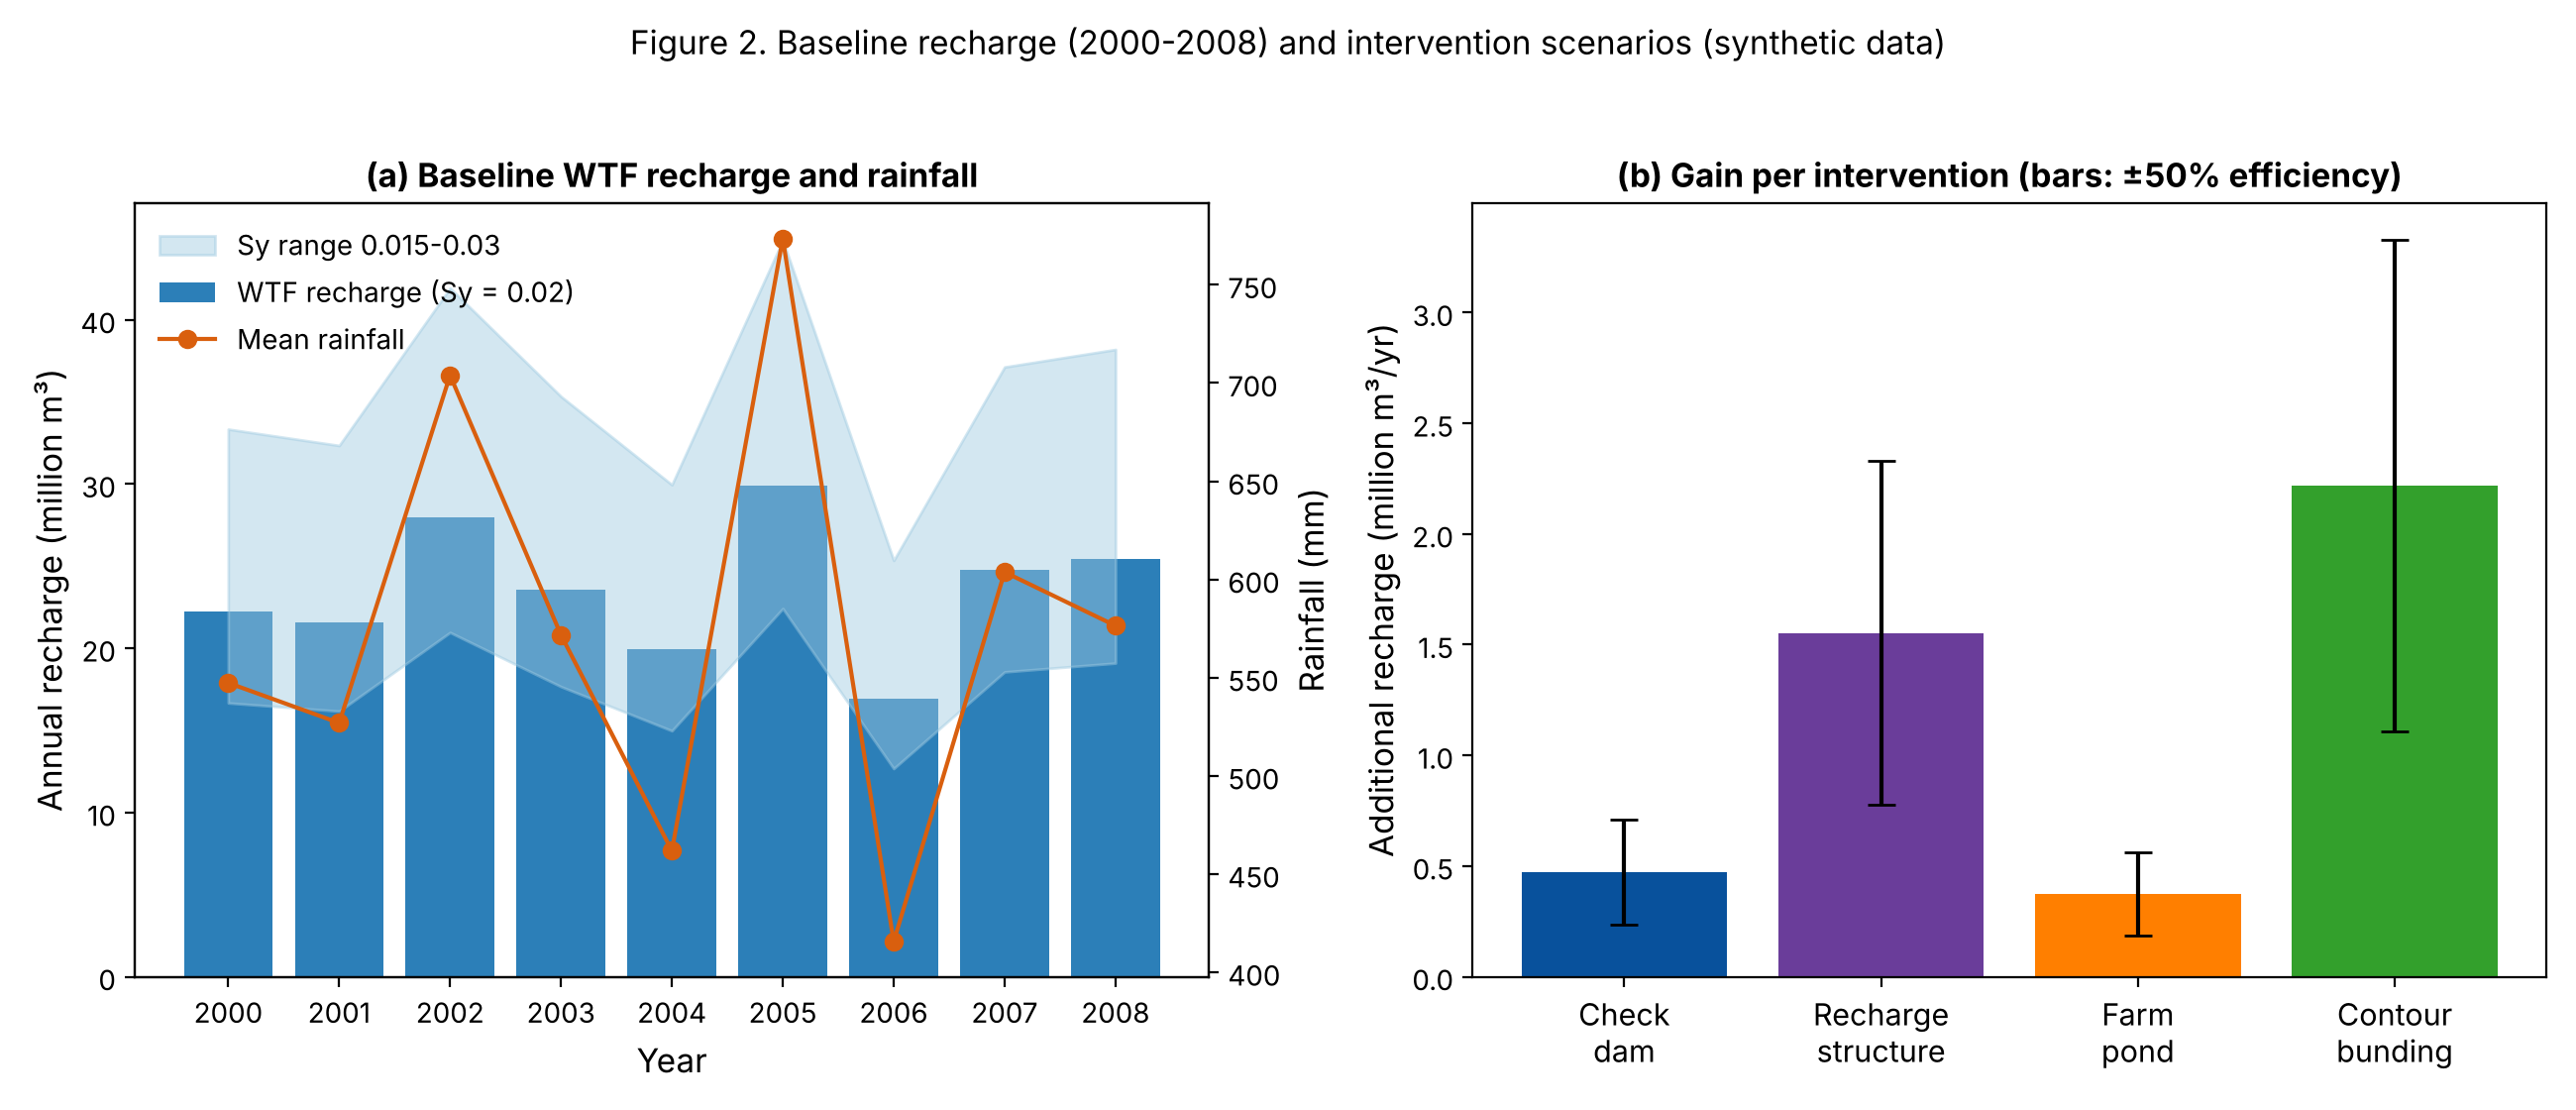 Figure 2. Baseline recharge (2000-2008) and intervention scenarios (synthetic data)
(a) Baseline WTF recharge and rainfall
Sy range 0.015-0.03
WTF recharge (Sy = 0.02)
Mean rainfall
Annual recharge (million m³)
40
30
20
10
0
750
700
650
600
550
500
450
400
Rainfall (mm)
2000 2001 2002 2003 2004 2005 2006 2007 2008
Year
(b) Gain per intervention (bars: ±50% efficiency)
Additional recharge (million m³/yr)
3.0
2.5
2.0
1.5
1.0
0.5
0.0
Check dam
Recharge structure
Farm pond
Contour bunding